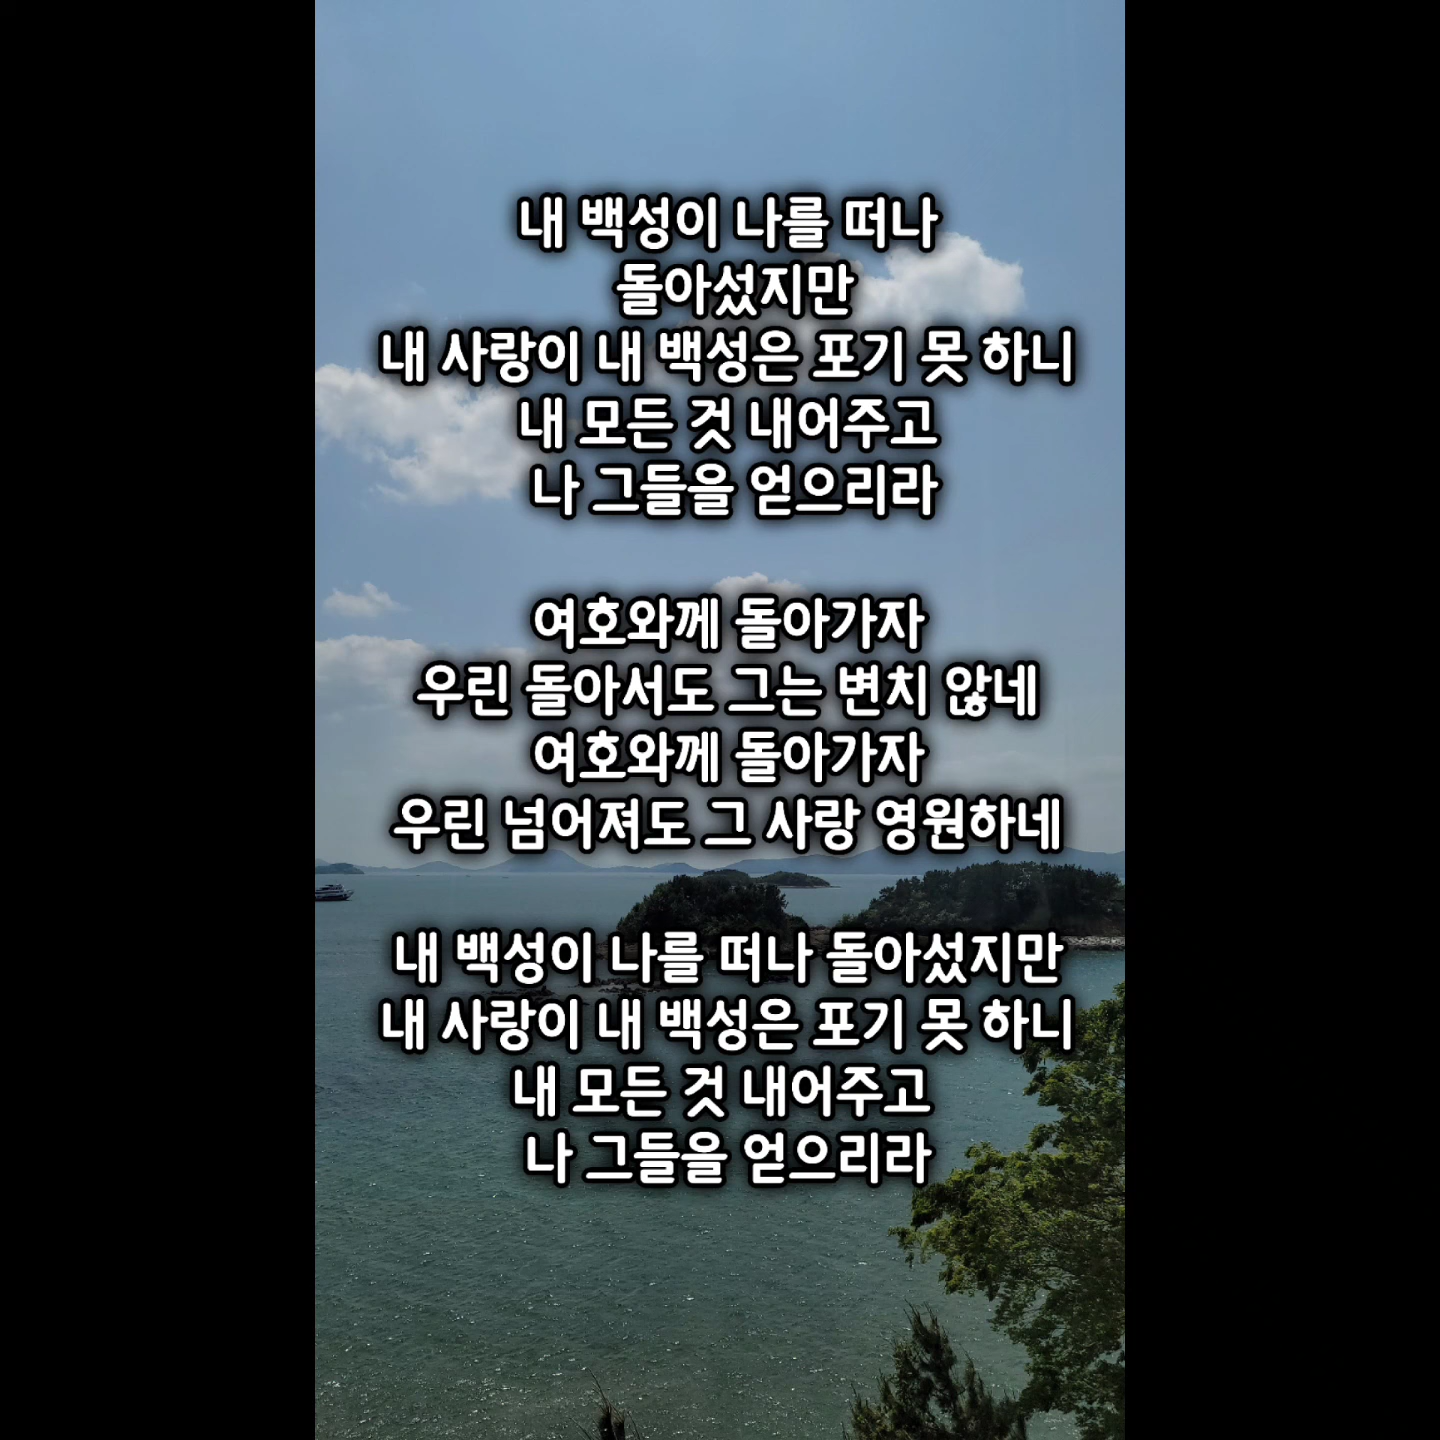 내 백성이 나를 떠나
돌아섰지만
내 사랑이 내 백성은 포기 못 하니
내 모든 것 내어주고
나 그들을 얻으리라
여호와께 돌아가자
우린 돌아서도 그는 변치 않네
여호와께 돌아가자
우린 넘어져도 그 사랑 영원하네
내 백성이 나를 떠나 돌아섰지만
내 사랑이 내 백성은 포기 못 하니
내 모든 것 내어주고
나 그들을 얻으리라